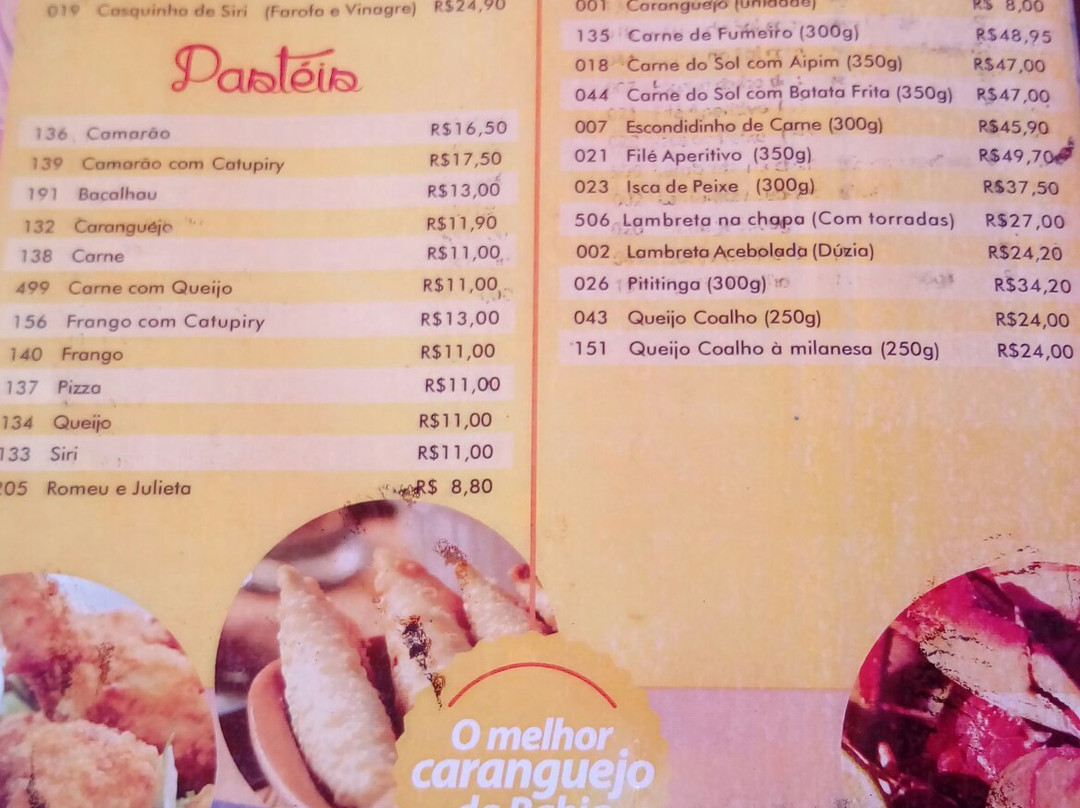 019 Casquinha de Siri (Farofa e Vinagre) R$24,90
Pastéis
136 Camarão R$16,50
139 Camarão com Catupiry R$17,50
191 Bacalhau R$13,00
132 Caranguejo R$11,90
138 Carne R$11,00
499 Carne com Queijo R$11,00
156 Frango com Catupiry R$13,00
140 Frango R$11,00
137 Pizza R$11,00
134 Queijo R$11,00
133 Siri R$11,00
205 Romeu e Julieta R$ 8,80
001 Caranguejo (unidade) R$ 8,00
135 Carne de Fumeiro (300g) R$48,95
018 Carne do Sol com Aipim (350g) R$47,00
044 Carne do Sol com Batata Frita (350g) R$47,00
007 Escondidinho de Carne (300g) R$45,90
021 Filé Aperitivo (350g) R$49,70
023 Isca de Peixe (300g) R$37,50
506 Lambreta na chapa (Com torradas) R$27,00
002 Lambreta Acebolada (Dúzia) R$24,20
026 Pititinga (300g) R$34,20
043 Queijo Coalho (250g) R$24,00
151 Queijo Coalho à milanesa (250g) R$24,00
O melhor
caranguejo
da Bahia